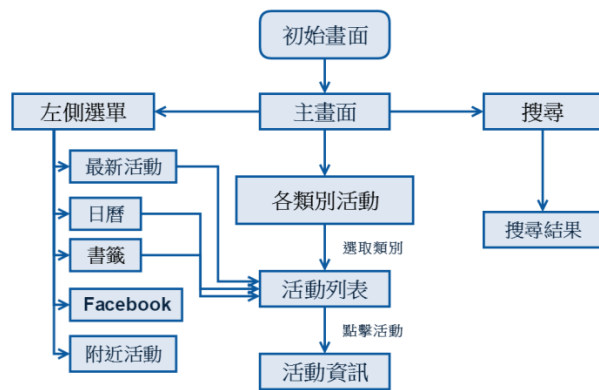 初始畫面
左側選單
主畫面
搜尋
最新活動
各類別活動
日曆
搜尋結果
書籤
選取類別
活動列表
Facebook
點擊活動
附近活動
活動資訊